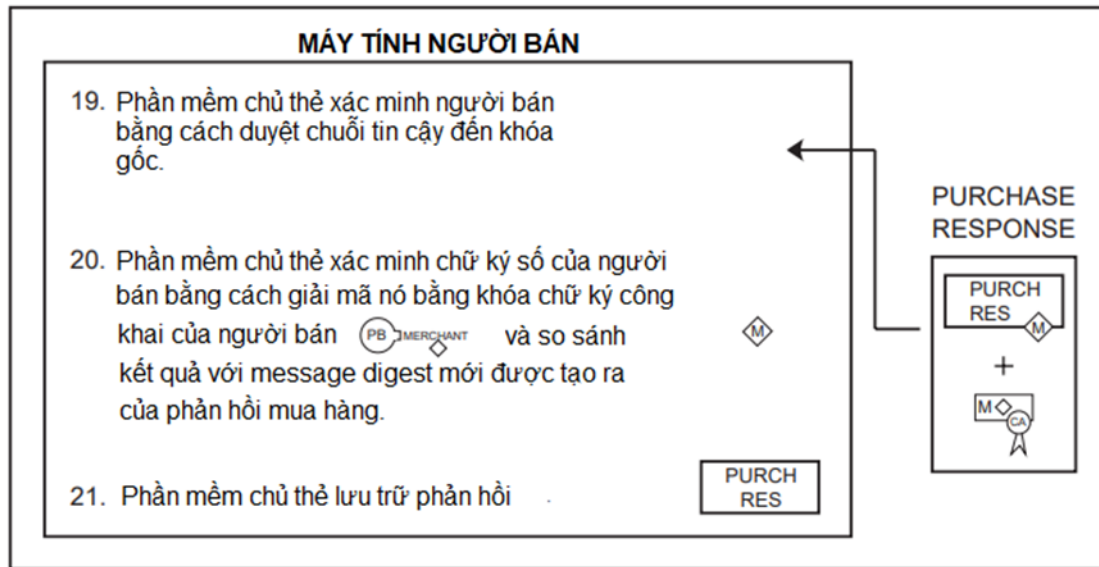 MÁY TÍNH NGƯỜI BÁN
19. Phần mềm chủ thẻ xác minh người bán
bằng cách duyệt chuỗi tin cậy đến khóa
gốc.
20. Phần mềm chủ thẻ xác minh chữ ký số của người
bán bằng cách giải mã nó bằng khóa chữ ký công
khai của người bán PB MERCHANT và so sánh M
kết quả với message digest mới được tạo ra
của phản hồi mua hàng.
21. Phần mềm chủ thẻ lưu trữ phản hồi .
PURCH
RES
PURCHASE
RESPONSE
PURCH
RES
M
+
M
CA